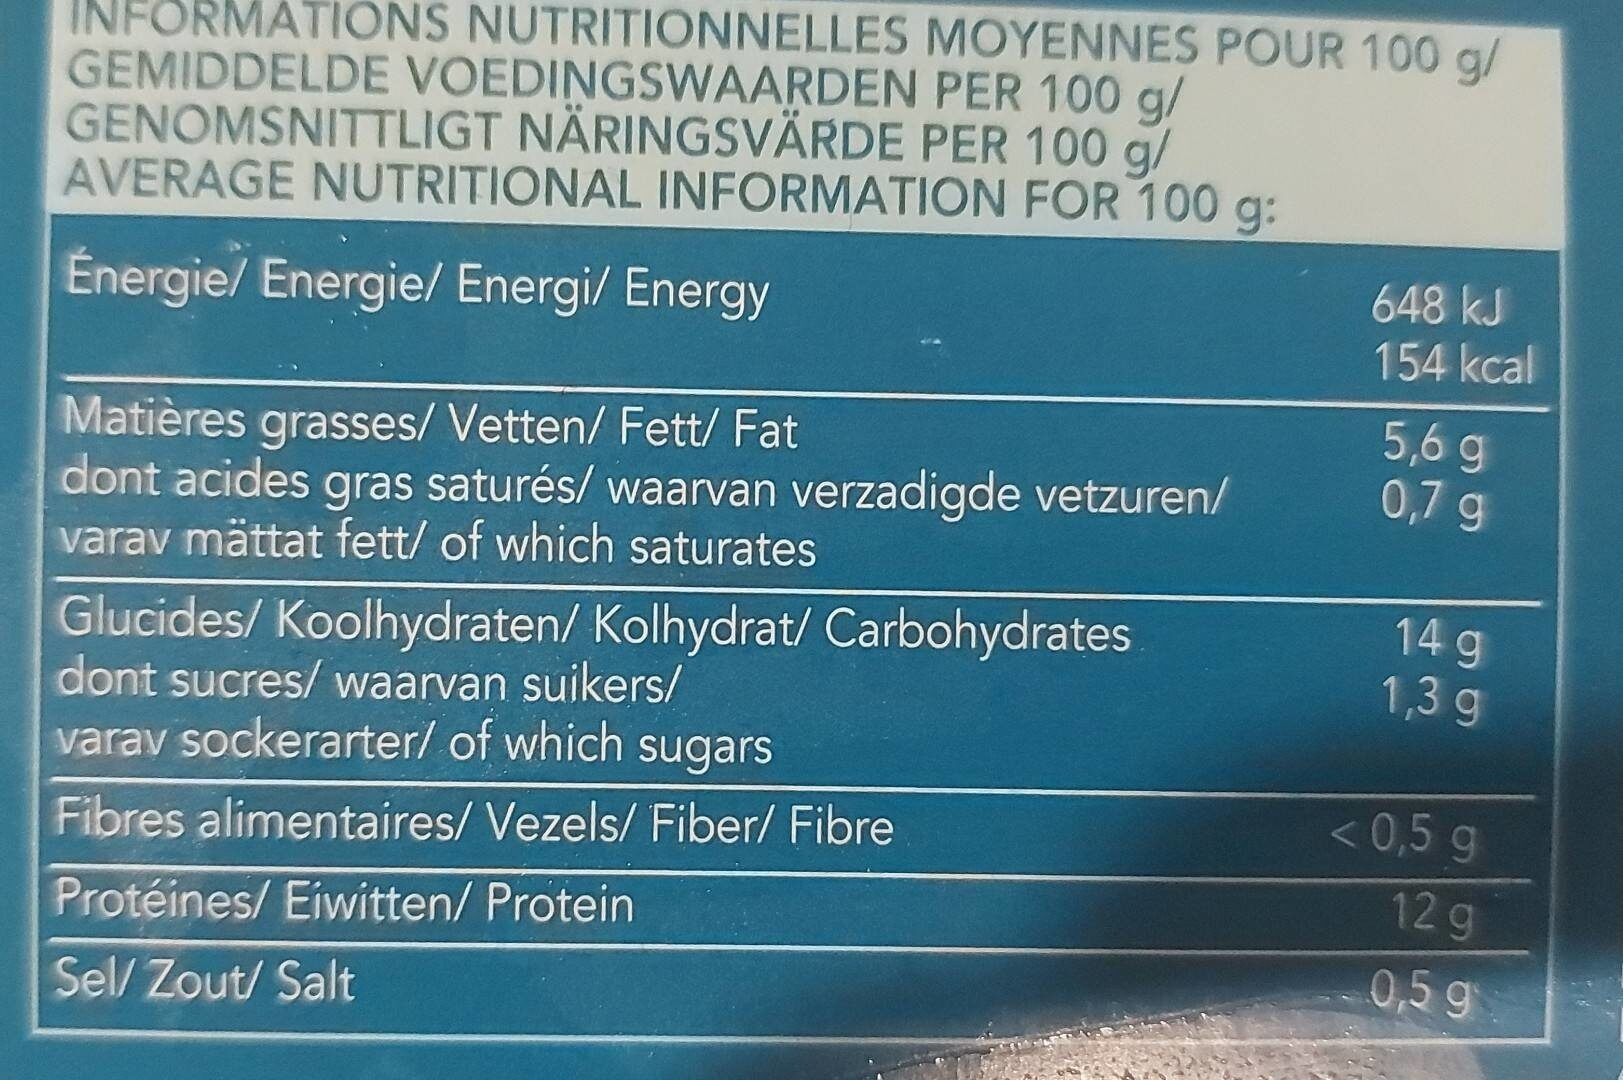 INFORMATIONS NUTRITIONNELLES MOYENNES POUR 100 g/
GEMIDDELDE VOEDINGSWAARDEN PER 100 g/
GENOMSNITTLIGT NÄRINGSVÄRDE PER 100 g/
AVERAGE NUTRITIONAL INFORMATION FOR 100 g:
Énergie/ Energie/ Energi/ Energy 648 kJ
154 kcal
Matières grasses/ Vetten/ Fett/ Fat 5,6 g
dont acides gras saturés/ waarvan verzadigde vetzuren/ 0,7 g
varav mättat fett/ of which saturates
Glucides/ Koolhydraten/ Kolhydrat/ Carbohydrates 14 g
dont sucres/ waarvan suikers/ 1,3 g
varav sockerarter/ of which sugars
Fibres alimentaires/ Vezels/ Fiber/ Fibre < 0,5 g
Protéines/ Eiwitten/ Protein 12 g
Sel/ Zout/ Salt 0,5 g